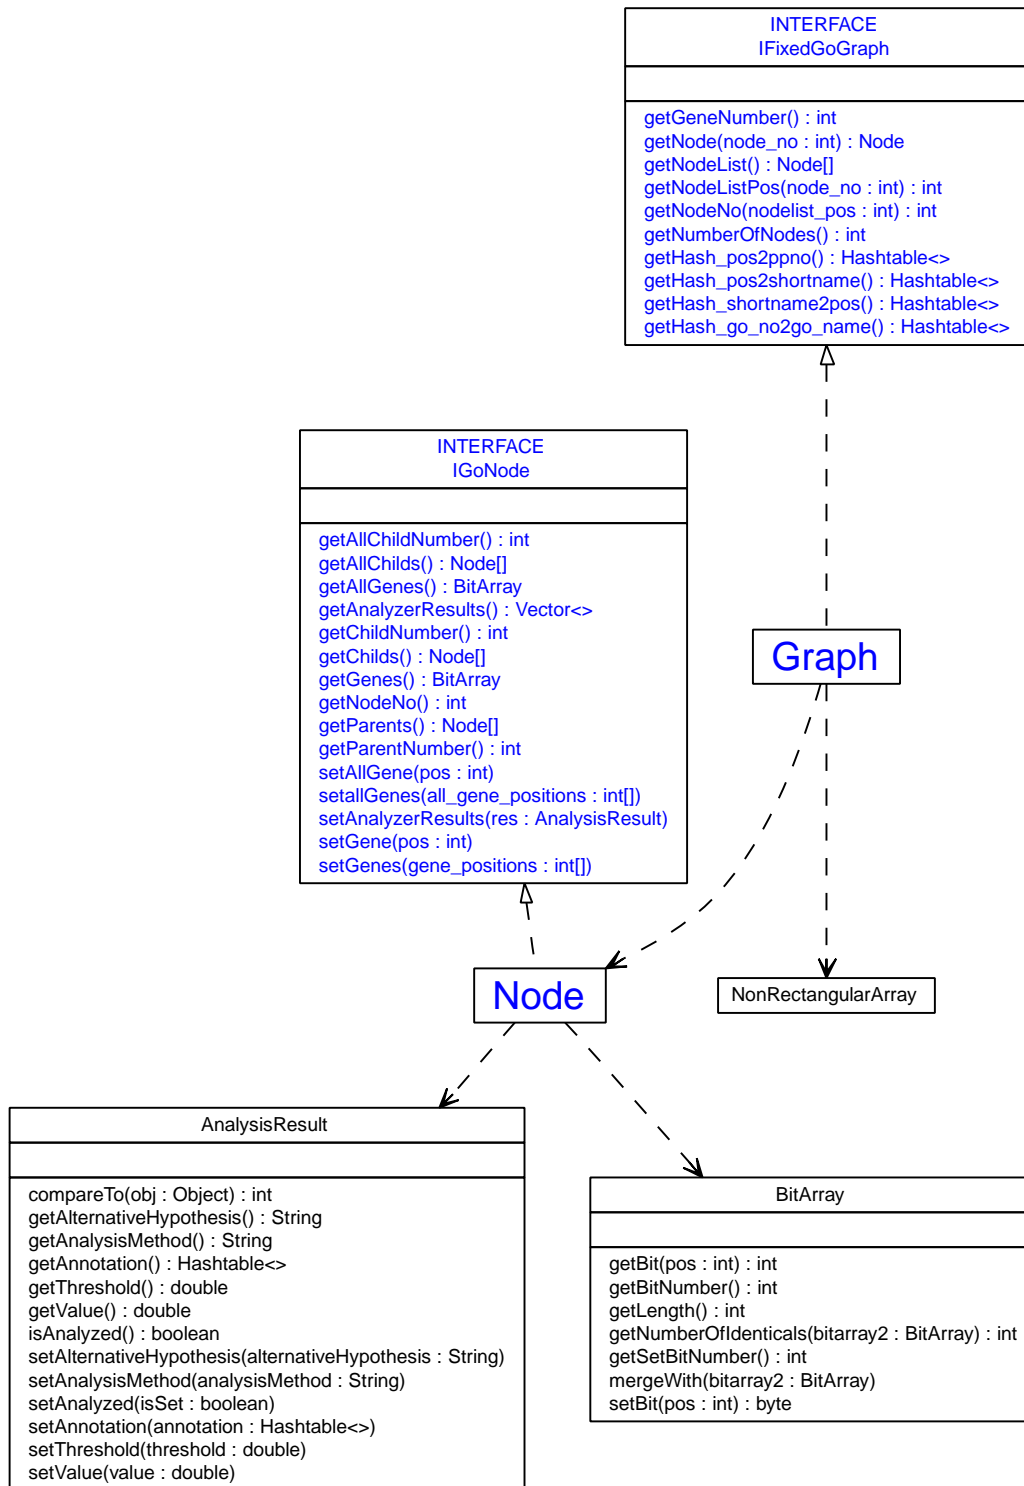 INTERFACE
IFixedGoGraph
getGeneNumber() : int
getNode(node_no : int) : Node
getNodeList() : Node[]
getNodeListPos(node_no : int) : int
getNodeNo(nodelist_pos : int) : int
getNumberOfNodes() : int
getHash_pos2ppno() : Hashtable<>
getHash_pos2shortname() : Hashtable<>
getHash_shortname2pos() : Hashtable<>
getHash_go_no2go_name() : Hashtable<>
INTERFACE
IGoNode
getAllChildNumber() : int
getAllChilds() : Node[]
getAllGenes() : BitArray
getAnalyzerResults() : Vector<>
getChildNumber() : int
getChilds() : Node[]
getGenes() : BitArray
getNodeNo() : int
getParents() : Node[]
getParentNumber() : int
setAllGene(pos : int)
setallGenes(all_gene_positions : int[])
setAnalyzerResults(res : AnalysisResult)
setGene(pos : int)
setGenes(gene_positions : int[])
Graph
Node
NonRectangularArray
AnalysisResult
compareTo(obj : Object) : int
getAlternativeHypothesis() : String
getAnalysisMethod() : String
getAnnotation() : Hashtable<>
getThreshold() : double
getValue() : double
isAnalyzed() : boolean
setAlternativeHypothesis(alternativeHypothesis : String)
setAnalysisMethod(analysisMethod : String)
setAnalyzed(isSet : boolean)
setAnnotation(annotation : Hashtable<>)
setThreshold(threshold : double)
setValue(value : double)
BitArray
getBit(pos : int) : int
getBitNumber() : int
getLength() : int
getNumberOfIdenticals(bitarray2 : BitArray) : int
getSetBitNumber() : int
mergeWith(bitarray2 : BitArray)
setBit(pos : int) : byte